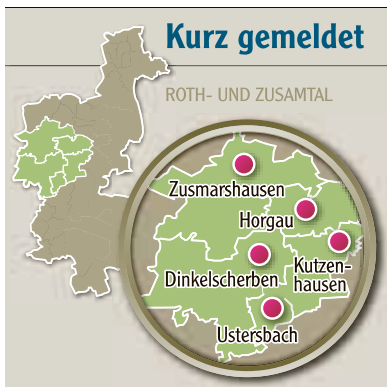 Kurz gemeldet
ROTH- UND ZUSAMTAL
Zusmarshausen
Horgau
Dinkelscherben
Kutzen-
hausen
Ustersbach